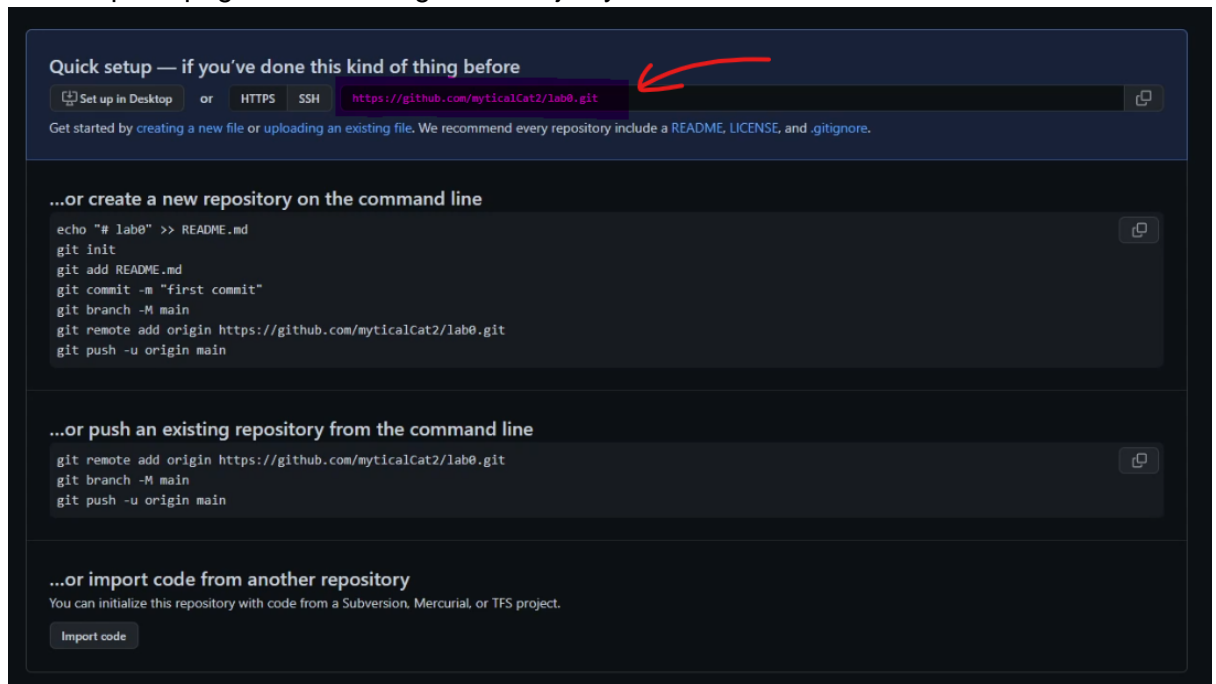 Quick setup — if you've done this kind of thing before
Set up in Desktop or HTTPS SSH https://github.com/myticalCat2/lab0.git
Get started by creating a new file or uploading an existing file. We recommend every repository include a README, LICENSE, and .gitignore.
...or create a new repository on the command line
echo "# lab0" >> README.md
git init
git add README.md
git commit -m "first commit"
git branch -M main
git remote add origin https://github.com/myticalCat2/lab0.git
git push -u origin main
...or push an existing repository from the command line
git remote add origin https://github.com/myticalCat2/lab0.git
git branch -M main
git push -u origin main
...or import code from another repository
You can initialize this repository with code from a Subversion, Mercurial, or TFS project.
Import code